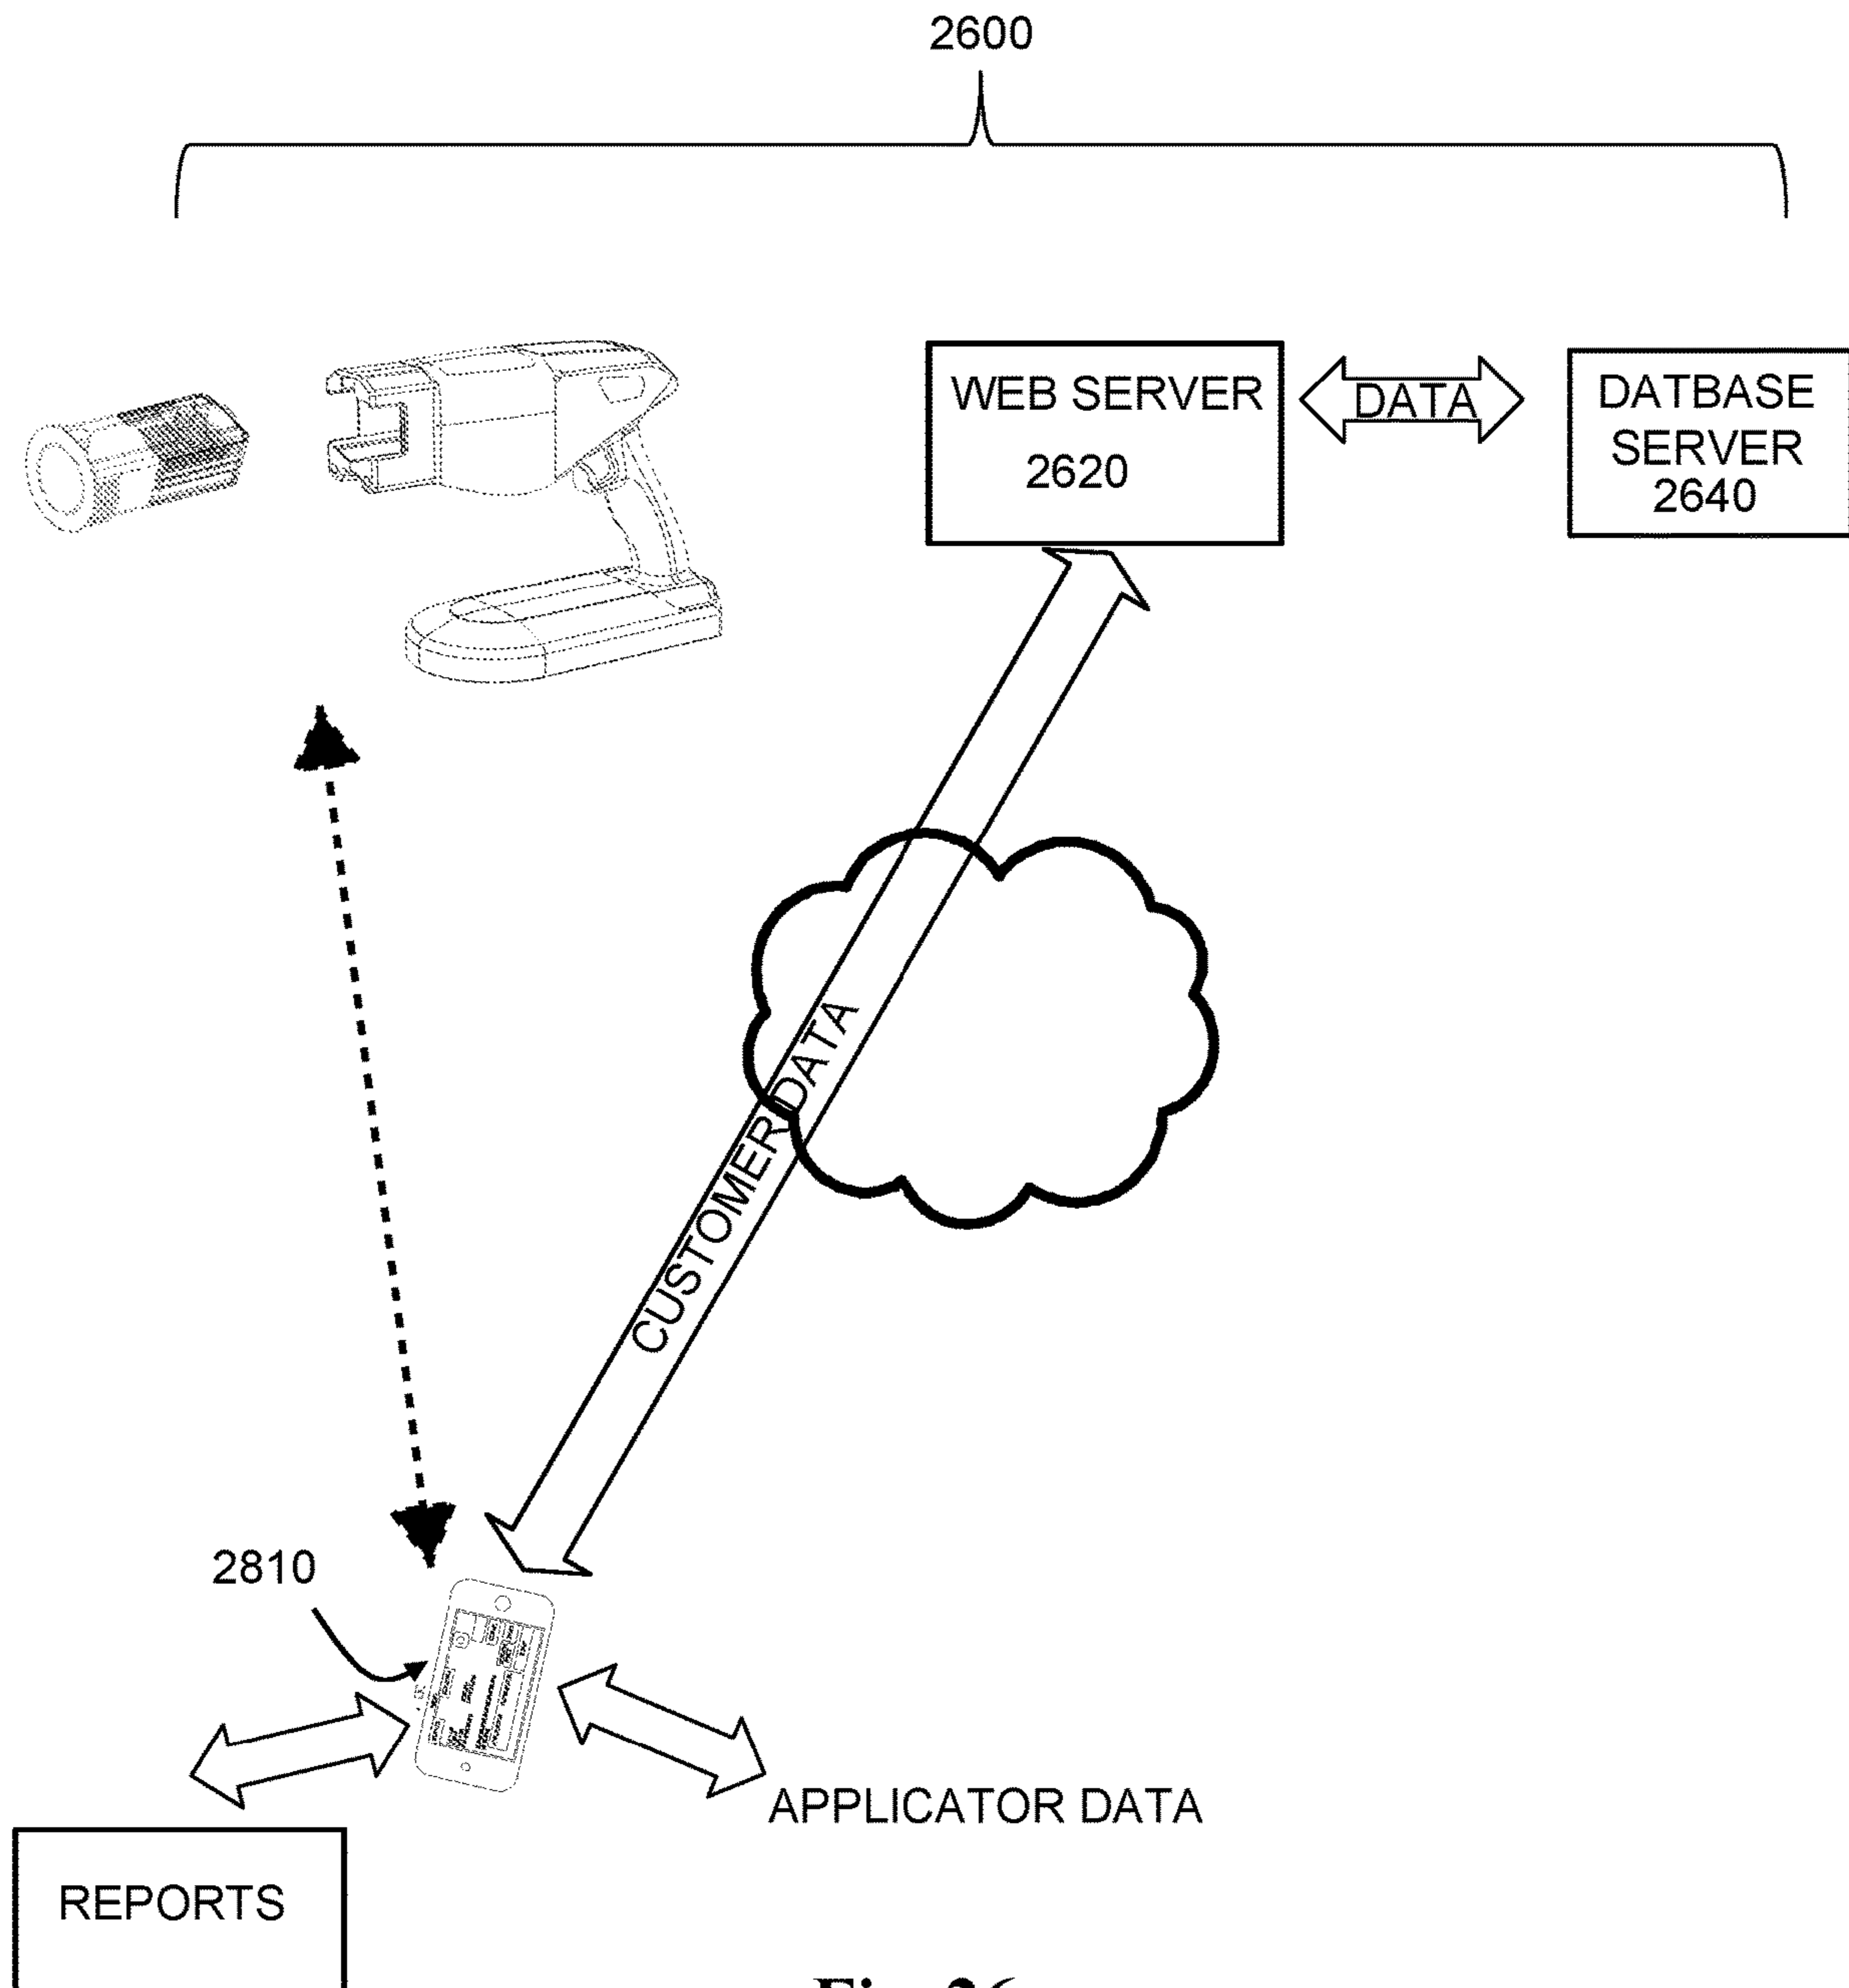 2600
WEB SERVER
2620
DATA
DATBASE
SERVER
2640
CUSTOMER DATA
2810
APPLICATOR DATA
REPORTS